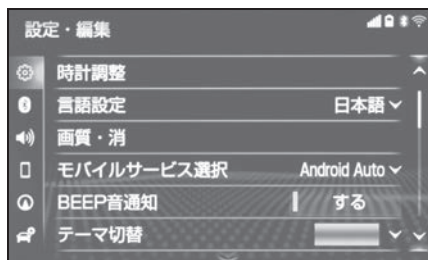 設定・編集
時計調整
言語設定 日本語
画質・消
モバイルサービス選択 Android Auto
BEEP音通知 する
テーマ切替